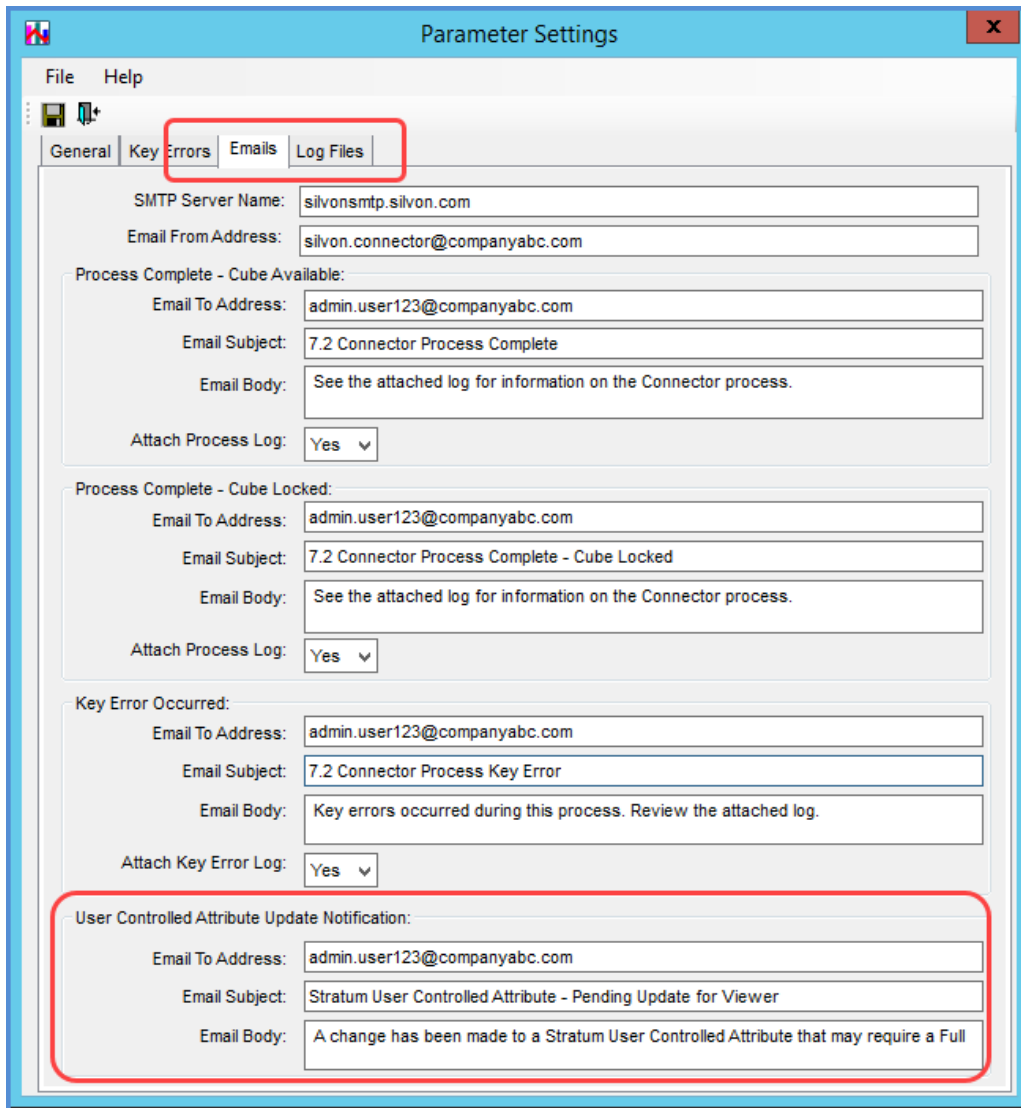 Parameter Settings
x
File Help
General Key Errors Emails Log Files
SMTP Server Name: silvonsmtp.silvon.com
Email From Address: silvon.connector@companyabc.com
Process Complete - Cube Available:
Email To Address: admin.user123@companyabc.com
Email Subject: 7.2 Connector Process Complete
Email Body: See the attached log for information on the Connector process.
Attach Process Log: Yes
Process Complete - Cube Locked:
Email To Address: admin.user123@companyabc.com
Email Subject: 7.2 Connector Process Complete - Cube Locked
Email Body: See the attached log for information on the Connector process.
Attach Process Log: Yes
Key Error Occurred:
Email To Address: admin.user123@companyabc.com
Email Subject: 7.2 Connector Process Key Error
Email Body: Key errors occurred during this process. Review the attached log.
Attach Key Error Log: Yes
User Controlled Attribute Update Notification:
Email To Address: admin.user123@companyabc.com
Email Subject: Stratum User Controlled Attribute - Pending Update for Viewer
Email Body: A change has been made to a Stratum User Controlled Attribute that may require a Full